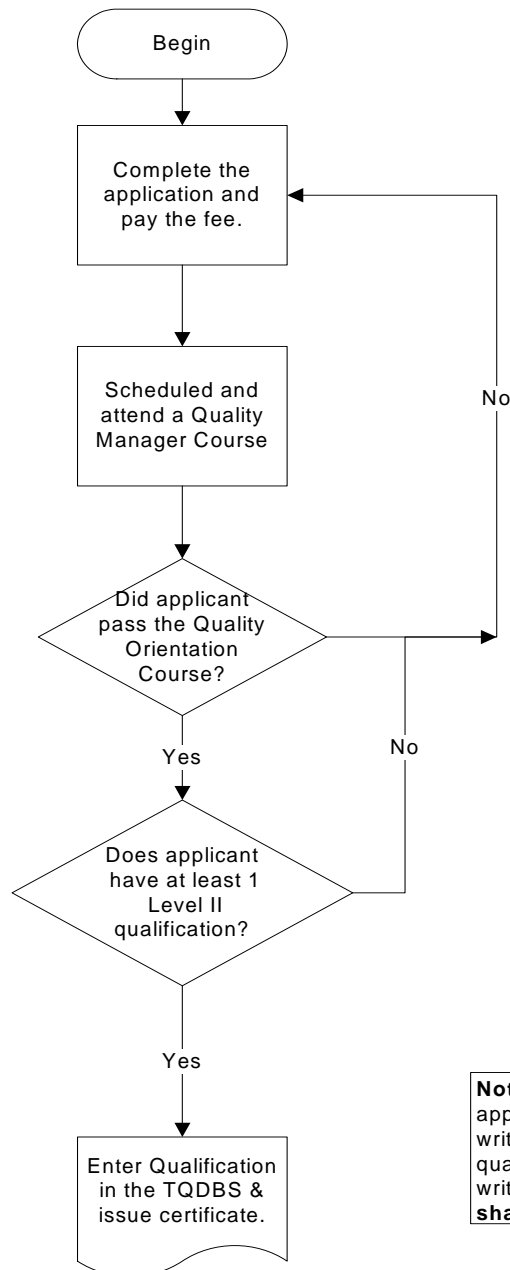 Begin
Complete the
application and
pay the fee.
Scheduled and
attend a Quality
Manager Course
No
Did applicant
pass the Quality
Orientation
Course?
No
Yes
Does applicant
have at least 1
Level II
qualification?
Yes
Enter Qualification
in the TQDBS &
issue certificate.